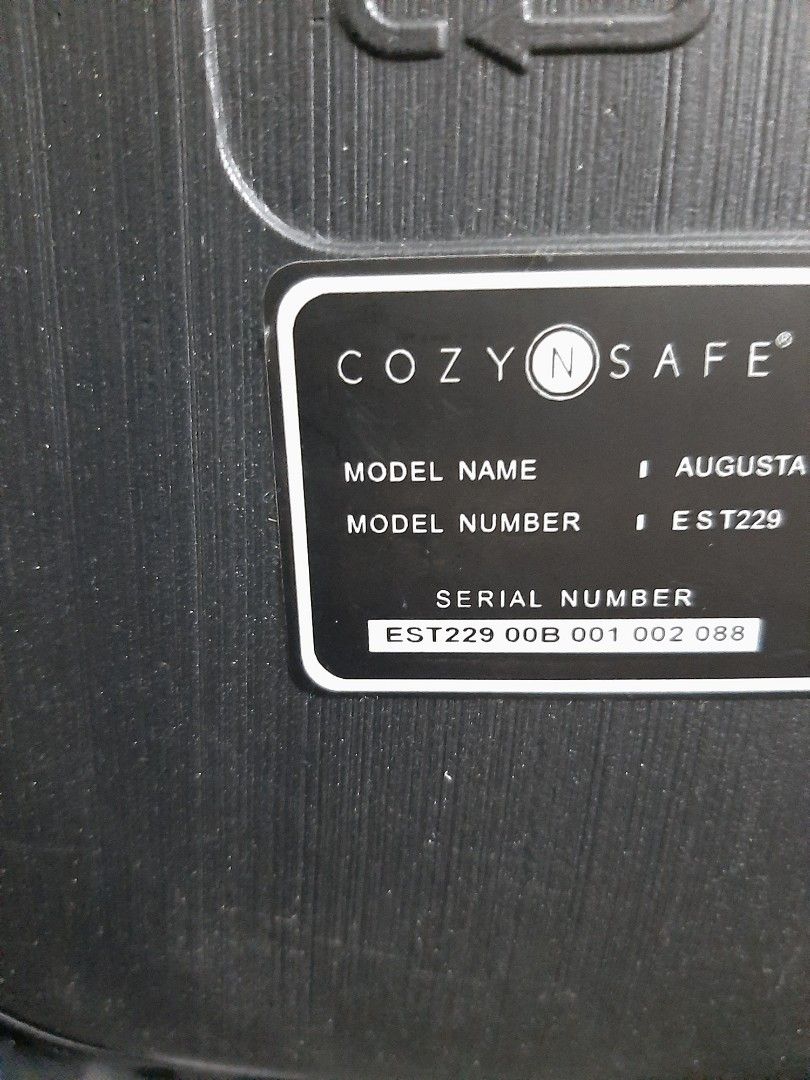 COZY N SAFE®
MODEL NAME : AUGUSTA
MODEL NUMBER : EST229
SERIAL NUMBER
EST229 00B 001 002 088